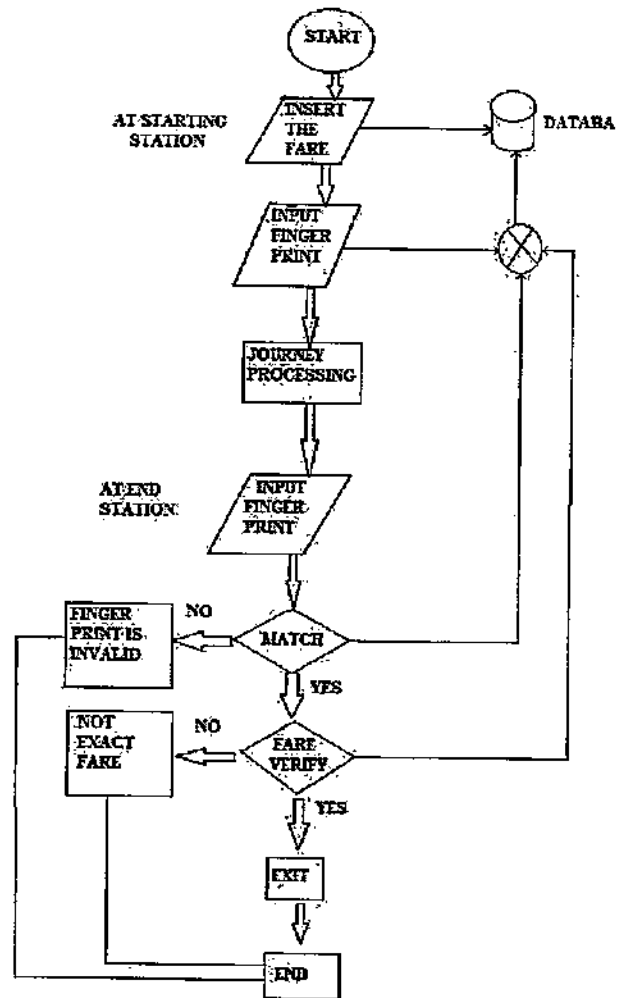 START
AT STARTING
STATION
INSERT
THE
FARE
DATABA
INPUT
FINGER
PRINT
JOURNEY
PROCESSING
AT END
STATION
INPUT
FINGER
PRINT
FINGER
PRINT IS
INVALID
NO
MATCH
YES
NOT
EXACT
FARE
NO
FARE
VERIFY
YES
EXIT
END